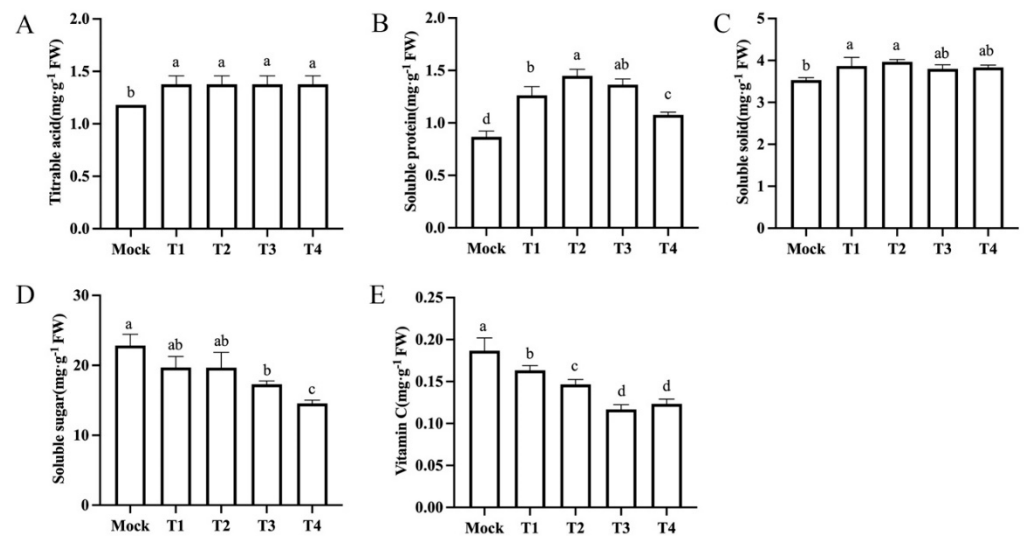 A
Titrable acid(mg·g⁻¹ FW)
2.0
1.5
1.0
0.5
0.0
b
a
a
a
a
Mock T1 T2 T3 T4
B
Soluble protein(mg·g⁻¹ FW)
2.0
1.5
1.0
0.5
0.0
d
b
a
ab
c
Mock T1 T2 T3 T4
C
Soluble solid(mg·g⁻¹ FW)
5
4
3
2
1
0
b
a
a
ab
ab
Mock T1 T2 T3 T4
D
Soluble sugar(mg·g⁻¹ FW)
30
20
10
0
a
ab
ab
b
c
Mock T1 T2 T3 T4
E
Vitamin C(mg·g⁻¹ FW)
0.25
0.20
0.15
0.10
0.05
0.00
a
b
c
d
d
Mock T1 T2 T3 T4